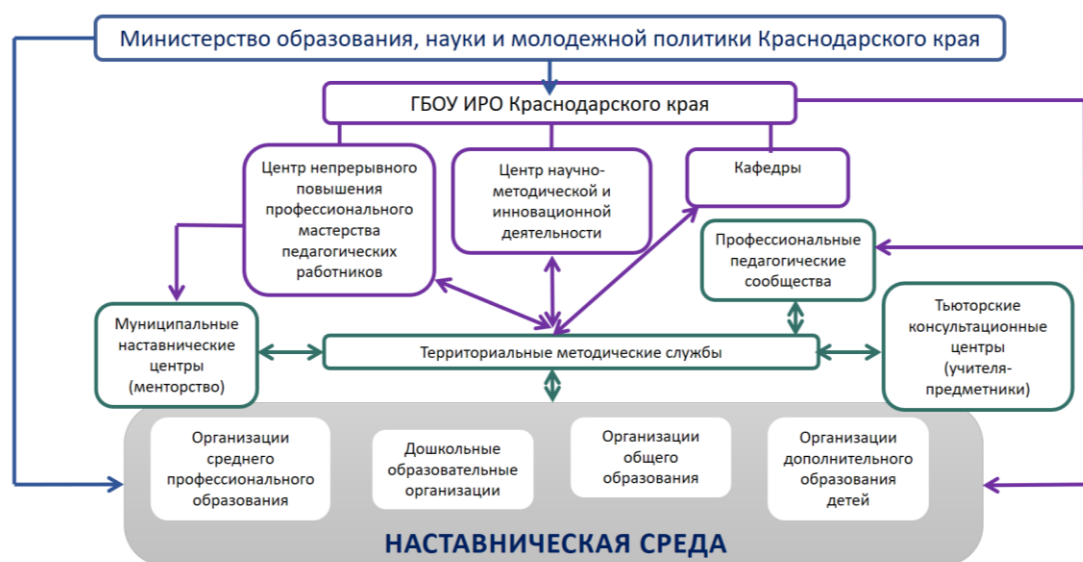 Министерство образования, науки и молодежной политики Краснодарского края
ГБОУ ИРО Краснодарского края
Центр непрерывного
повышения
профессионального
мастерства
педагогических
работников
Центр научно-
методической и
инновационной
деятельности
Кафедры
Профессиональные
педагогические
сообщества
Муниципальные
наставнические
центры
(менторство)
Территориальные методические службы
Тьюторские
консультационные
центры
(учителя-
предметники)
Организации
среднего
профессионального
образования
Дошкольные
образовательные
организации
Организации
общего
образования
Организации
дополнительного
образования
детей
НАСТАВНИЧЕСКАЯ СРЕДА